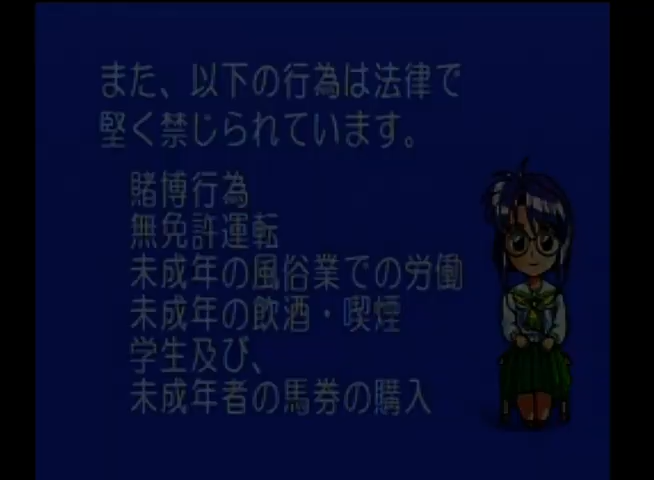 また、以下の行為は法律で
堅く禁じられています。
賭博行為
無免許運転
未成年の風俗業での労働
未成年の飲酒・喫煙
学生及び、
未成年者の馬券の購入